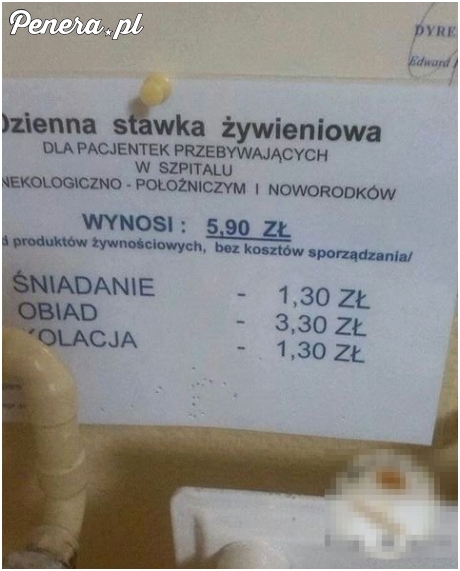 Penera.pl
DYRE
Edward
Dzienna stawka żywieniowa
DLA PACJENTEK PRZEBYWAJĄCYCH
W SZPITALU
NEKOLOGICZNO - POŁOŻNICZYM I NOWORODKÓW
WYNOSI : 5,90 ZŁ
d produktów żywnościowych, bez kosztów sporządzania/
ŚNIADANIE - 1,30 ZŁ
OBIAD - 3,30 ZŁ
KOLACJA - 1,30 ZŁ